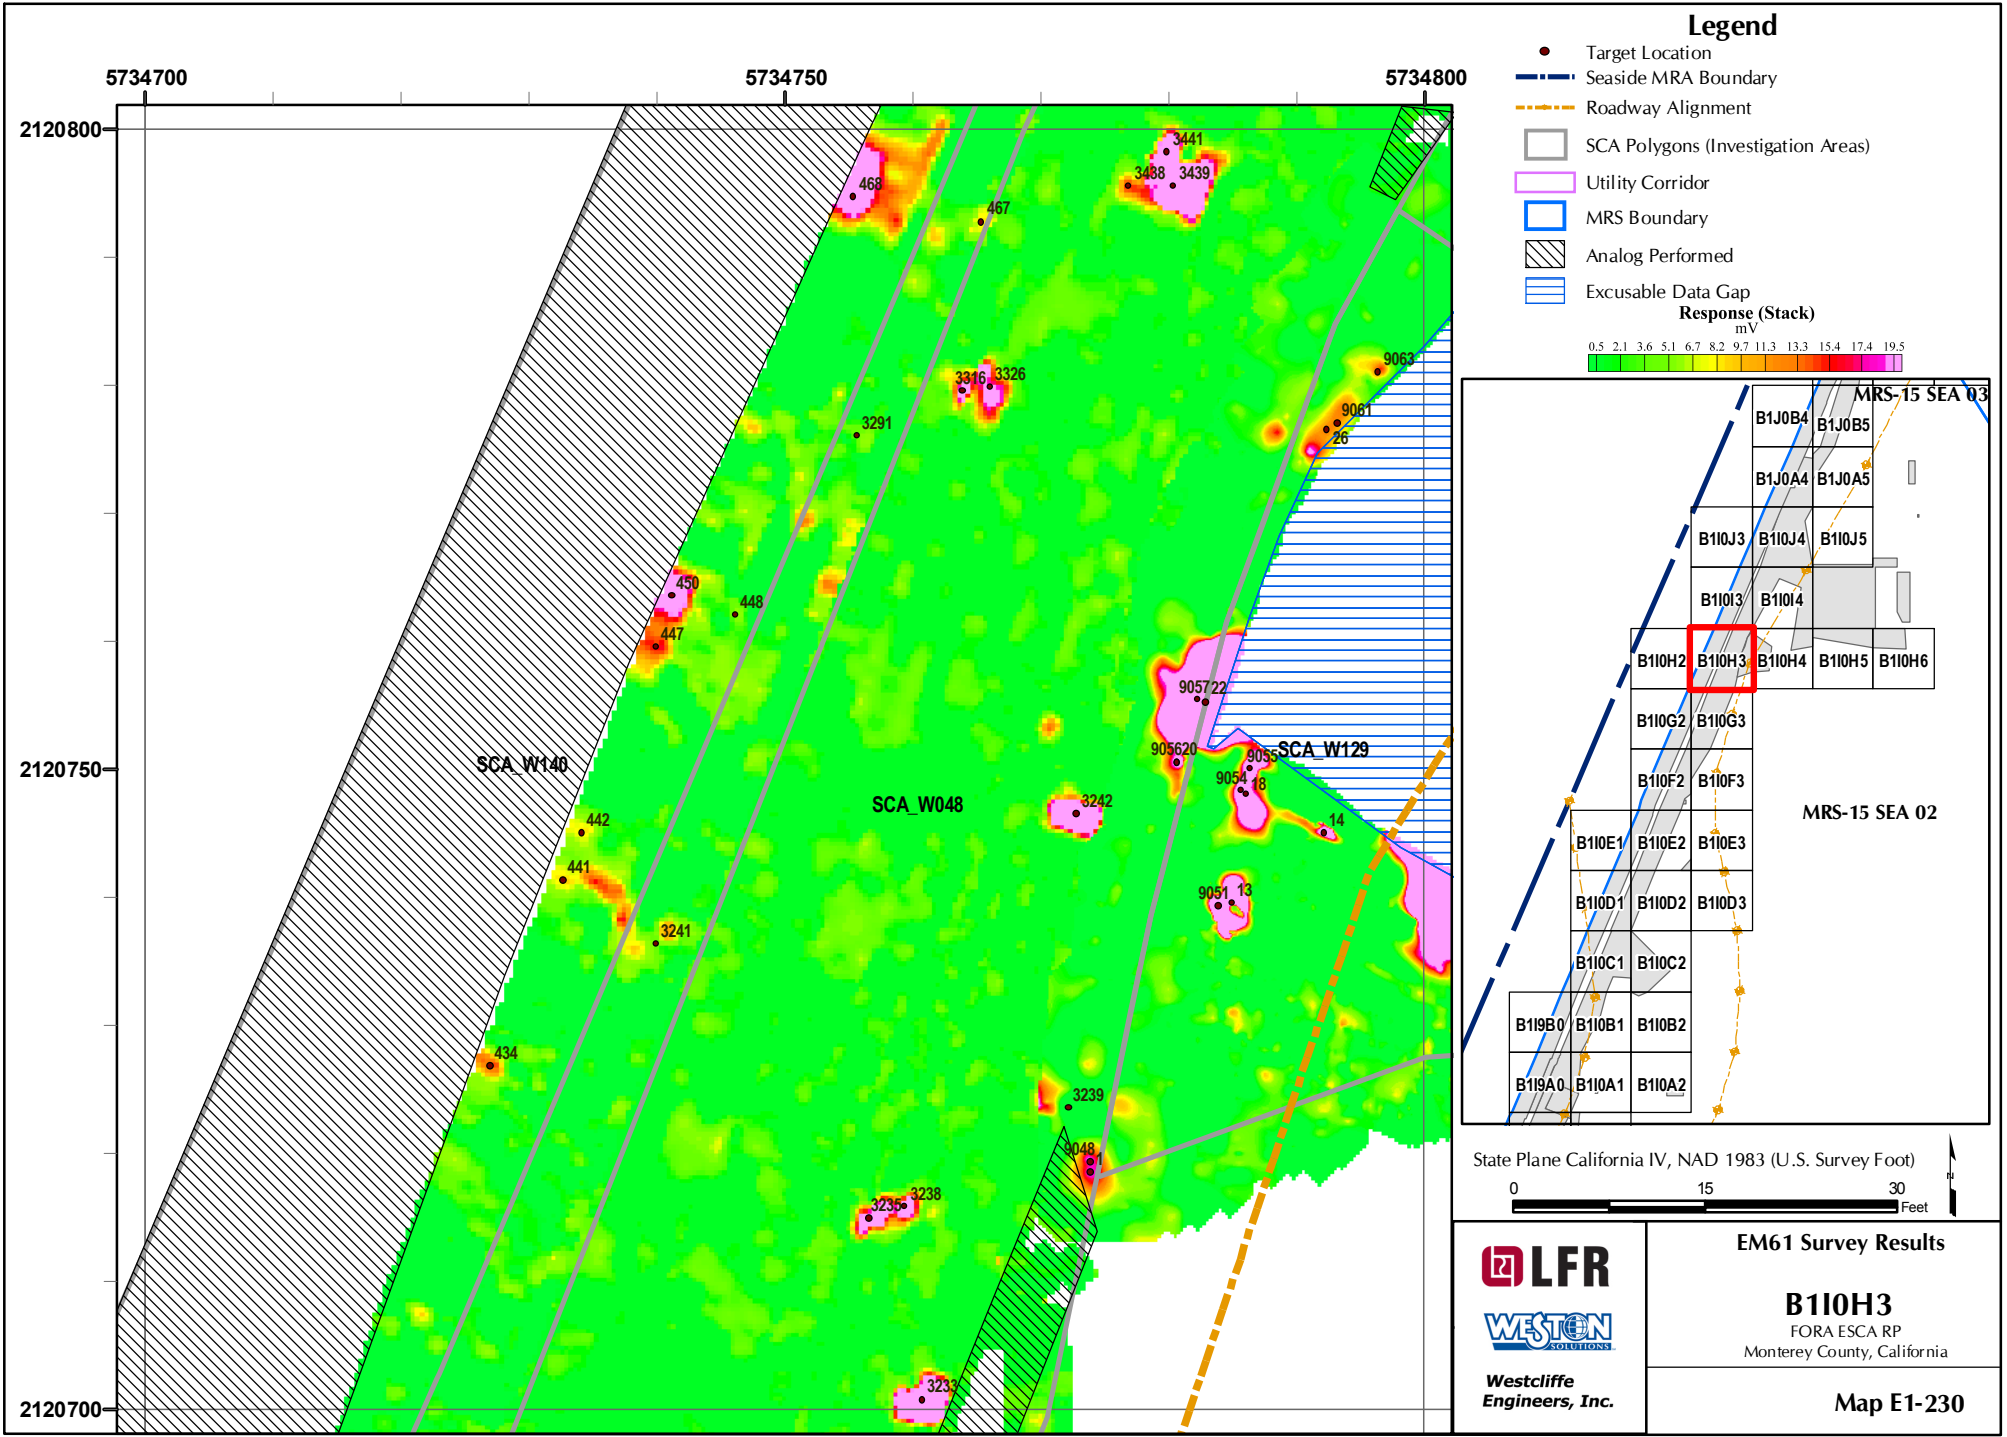 Legend
Target Location
Seaside MRA Boundary
Roadway Alignment
SCA Polygons (Investigation Areas)
Utility Corridor
MRS Boundary
Analog Performed
Excusable Data Gap
Response (Stack)
mV
0.5 2.1 3.6 5.1 6.7 8.2 9.7 11.3 13.3 15.4 17.4 19.5
5734700 5734750 5734800
2120800
2120750
2120700
3441
3438 3439
468
467
9063
3316 3326
9061
26
3291
450
448
447
9057 22
905620
9055
9054 18
SCA_W129
SCA_W140
SCA_W048
3242
14
442
441
9051 13
3241
434
3239
9048
1
3238
3235
3233
MRS-15 SEA 03
B1J0B4 B1J0B5
B1J0A4 B1J0A5
B1I0J3 B1I0J4 B1I0J5
B1I0I3 B1I0I4
B1I0H2 B1I0H3 B1I0H4 B1I0H5 B1I0H6
B1I0G2 B1I0G3
B1I0F2 B1I0F3
MRS-15 SEA 02
B1I0E1 B1I0E2 B1I0E3
B1I0D1 B1I0D2 B1I0D3
B1I0C1 B1I0C2
B1I9B0 B1I0B1 B1I0B2
B1I9A0 B1I0A1 B1I0A2
State Plane California IV, NAD 1983 (U.S. Survey Foot)
0 15 30
Feet
N
LFR
WESTON
SOLUTIONS
Westcliffe
Engineers, Inc.
EM61 Survey Results
B1I0H3
FORA ESCA RP
Monterey County, California
Map E1-230